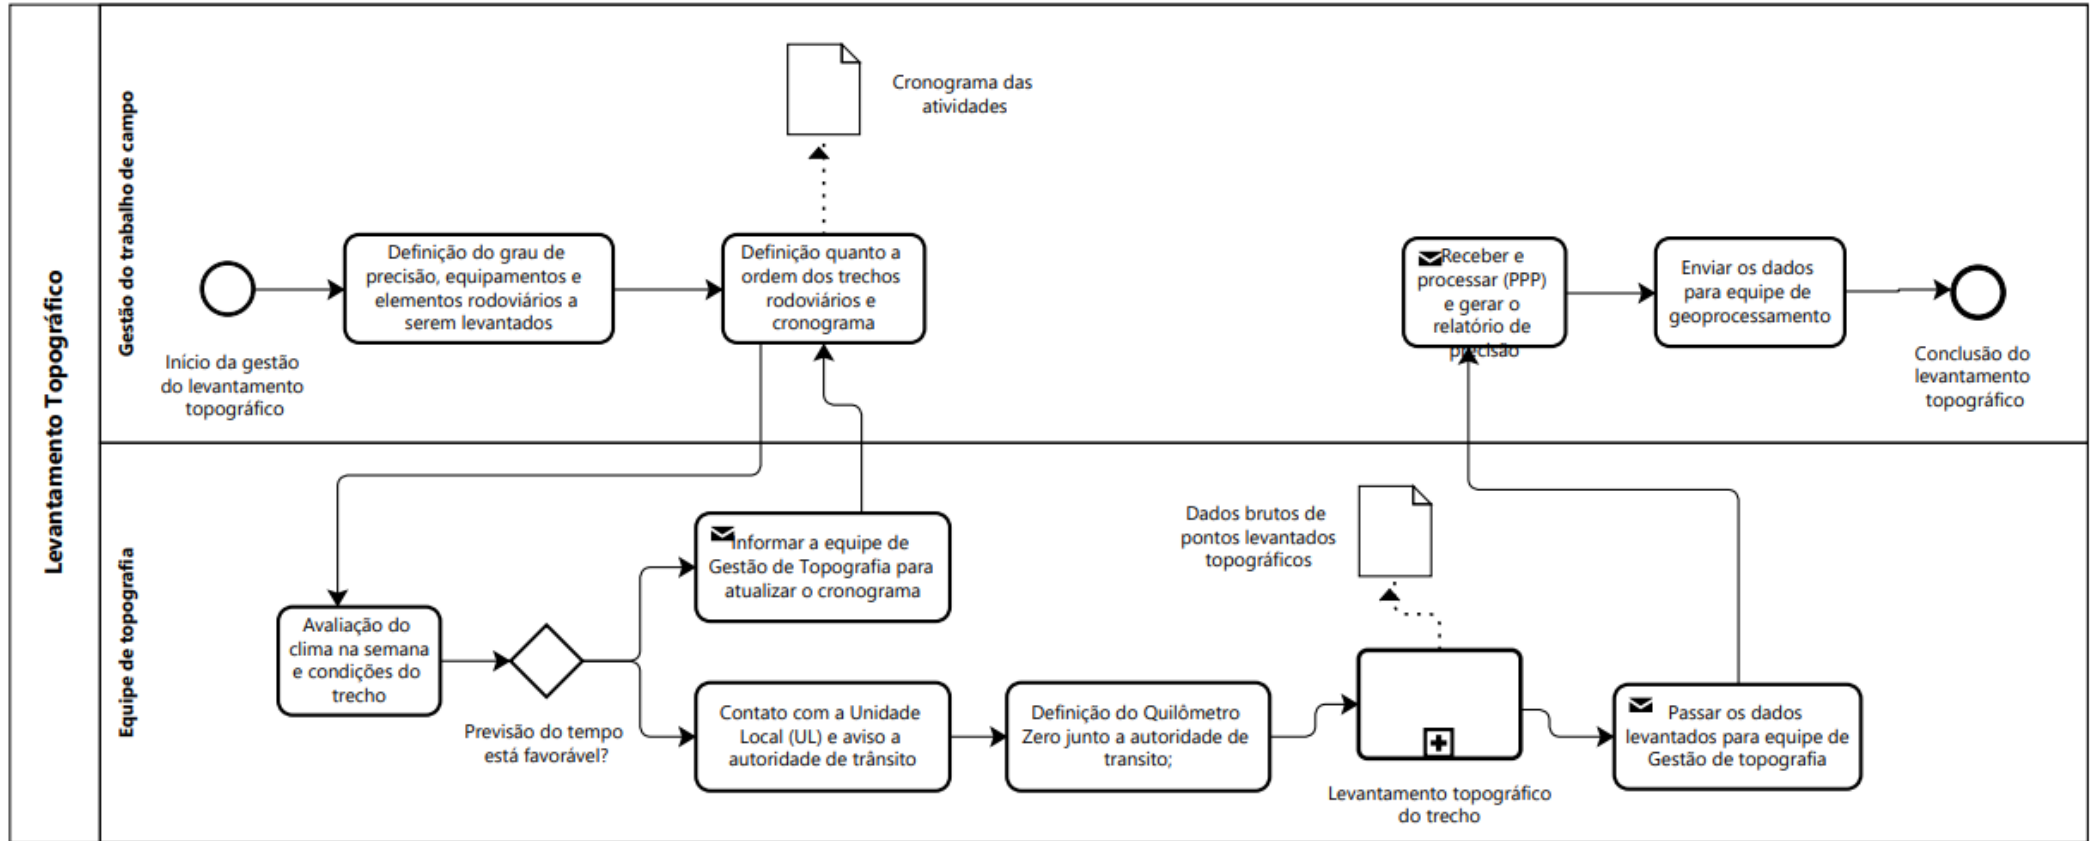 Levantamento Topográfico
Gestão do trabalho de campo
Cronograma das
atividades
Início da gestão
do levantamento
topográfico
Definição do grau de
precisão, equipamentos e
elementos rodoviários a
serem levantados
Definição quanto a
ordem dos trechos
rodoviários e
cronograma
Receber e
processar (PPP)
e gerar o
relatório de
precisão
Enviar os dados
para equipe de
geoprocessamento
Conclusão do
levantamento
topográfico
Equipe de topografia
Avaliação do
clima na semana
e condições do
trecho
Previsão do tempo
está favorável?
Informar a equipe de
Gestão de Topografia para
atualizar o cronograma
Contato com a Unidade
Local (UL) e aviso a
autoridade de trânsito
Definição do Quilômetro
Zero junto a autoridade de
transito;
Dados brutos de
pontos levantados
topográficos
Levantamento topográfico
do trecho
Passar os dados
levantados para equipe de
Gestão de topografia